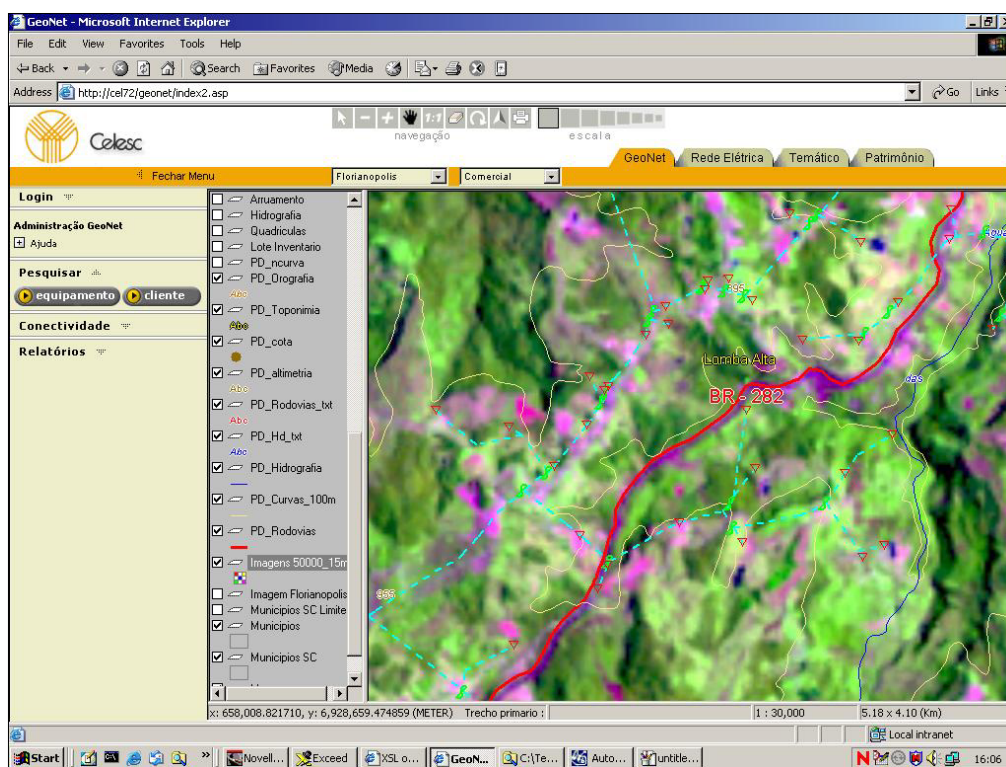 GeoNet - Microsoft Internet Explorer
File Edit View Favorites Tools Help
Back Search Favorites Media
Address http://cel72/geonet/index2.asp Go Links
Celesc
1:1
navegação escala
GeoNet Rede Elétrica Temático Patrimônio
Fechar Menu Florianopolis Comercial
Login
Administração GeoNet
Ajuda
Pesquisar
equipamento cliente
Conectividade
Relatórios
Arruamento
Hidrografia
Quadriculas
Lote Inventario
PD_ncurva
PD_Orografia
Abc
PD_Toponimia
Abc
PD_cota
PD_altimetria
Abc
PD_Rodovias_txt
Abc
PD_Hd_txt
Abc
PD_Hidrografia
PD_Curvas_100m
PD_Rodovias
Imagens 50000_15m
Imagem Florianopolis
Municipios SC Limite
Municipios
Municipios SC
895
Lomba Alta
das
BR - 282
x: 658,008.821710, y: 6,928,659.474859 (METER) Trecho primario : 1 : 30,000 5.18 x 4.10 (Km)
Local intranet
Start Novell... Exceed XSL o... GeoN... C:\Te... Auto... untitle... 16:06